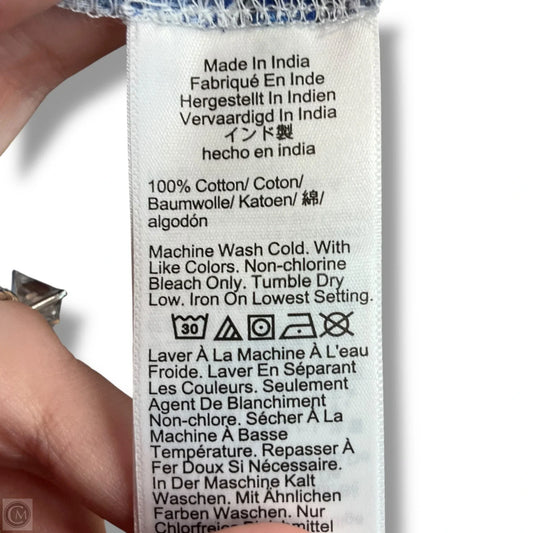 Made In India
Fabriqué En Inde
Hergestellt In Indien
Vervaardigd In India
インド製
hecho en india
100% Cotton/ Coton/
Baumwolle/ Katoen/ 綿/
algodón
Machine Wash Cold. With
Like Colors. Non-chlorine
Bleach Only. Tumble Dry
Low. Iron On Lowest Setting.
30
Laver À La Machine À L'eau
Froide. Laver En Séparant
Les Couleurs. Seulement
Agent De Blanchiment
Non-chlore. Sécher À La
Machine À Basse
Température. Repasser À
Fer Doux Si Nécessaire.
In Der Maschine Kalt
Waschen. Mit Ähnlichen
Farben Waschen. Nur